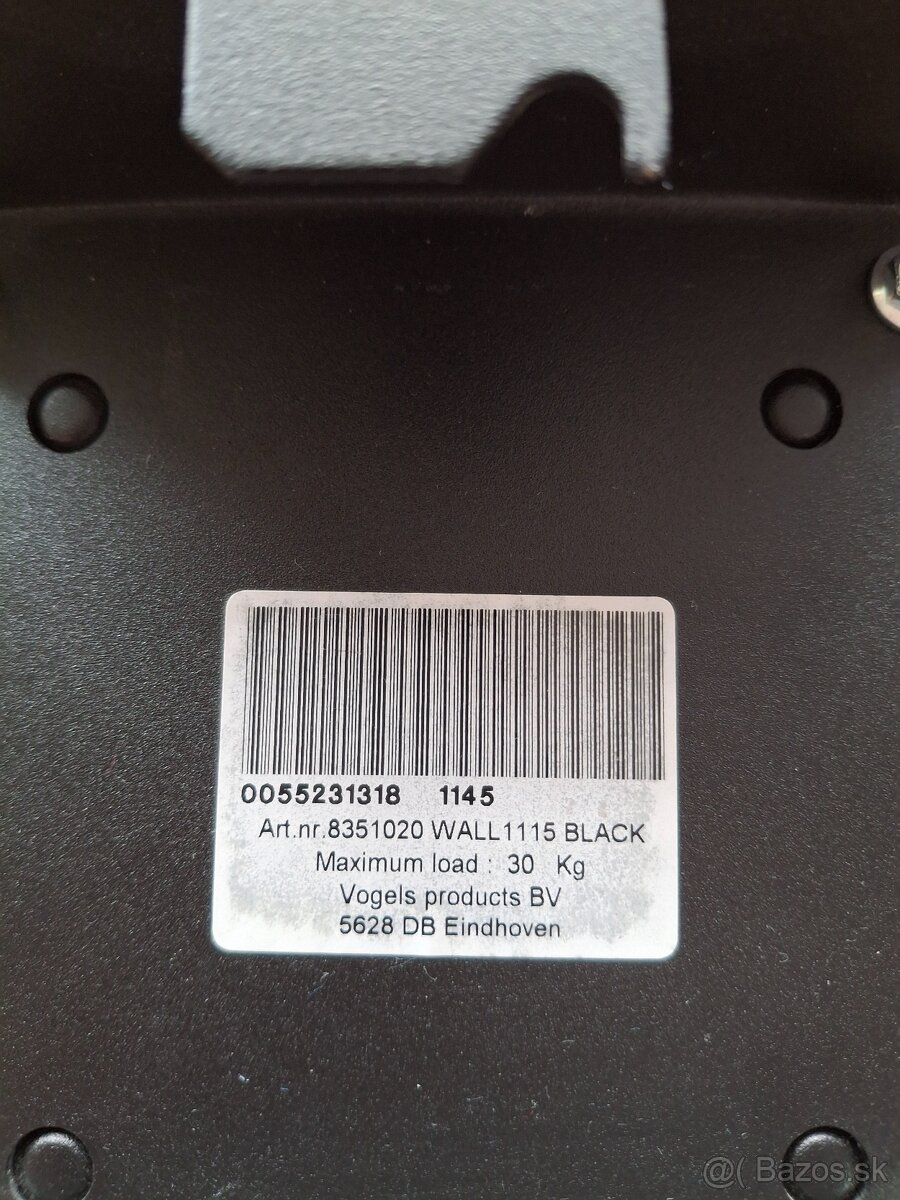 0055231318 1145
Art.nr.8351020 WALL1115 BLACK
Maximum load : 30 Kg
Vogels products BV
5628 DB Eindhoven
@( Bazos.sk